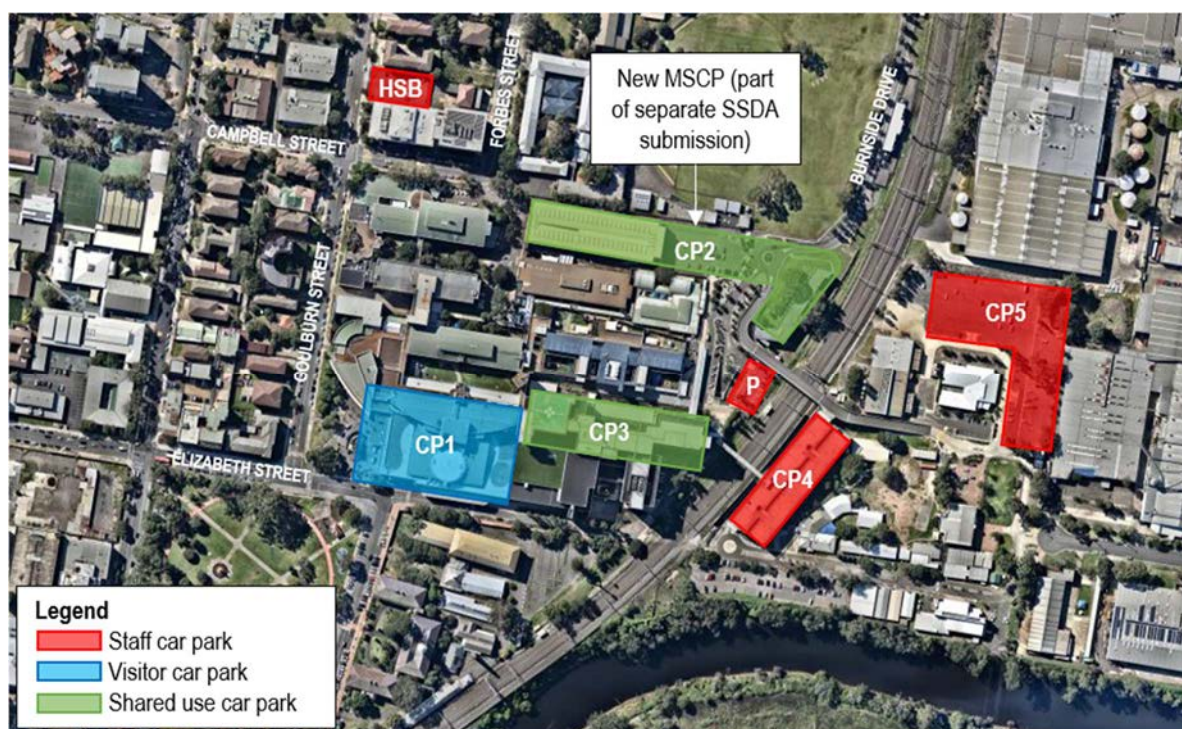 HSB
FORBES STREET
New MSCP (part
of separate SSDA
submission)
BURNSIDE DRIVE
CAMPBELL STREET
CP2
GOULBURN STREET
CP5
P
CP1
CP3
ELIZABETH STREET
CP4
Legend
Staff car park
Visitor car park
Shared use car park